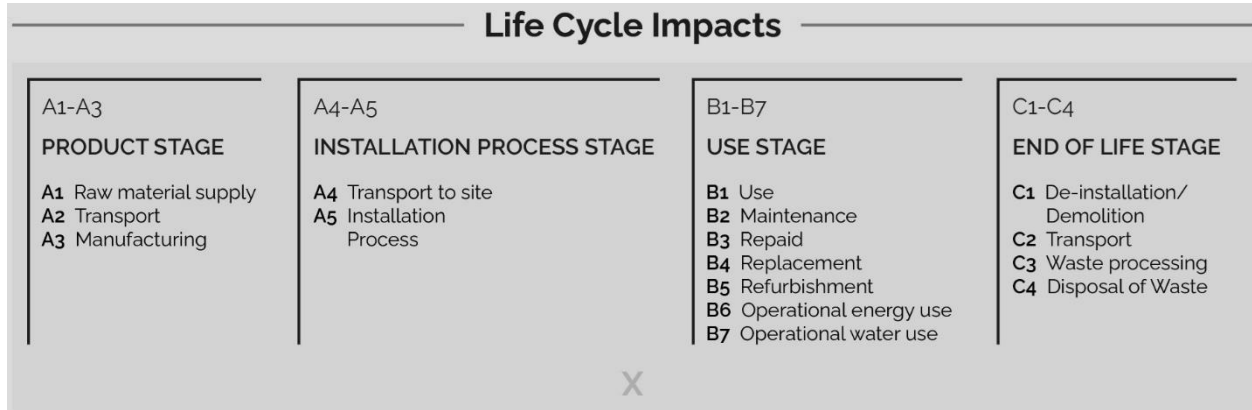 Life Cycle Impacts
A1-A3
PRODUCT STAGE
A1 Raw material supply
A2 Transport
A3 Manufacturing
A4-A5
INSTALLATION PROCESS STAGE
A4 Transport to site
A5 Installation
Process
B1-B7
USE STAGE
B1 Use
B2 Maintenance
B3 Repaid
B4 Replacement
B5 Refurbishment
B6 Operational energy use
B7 Operational water use
C1-C4
END OF LIFE STAGE
C1 De-installation/
Demolition
C2 Transport
C3 Waste processing
C4 Disposal of Waste
X